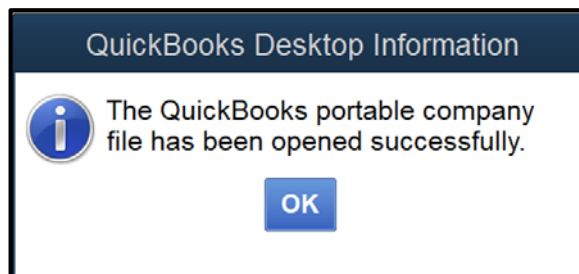 QuickBooks Desktop Information
The QuickBooks portable company
file has been opened successfully.
OK